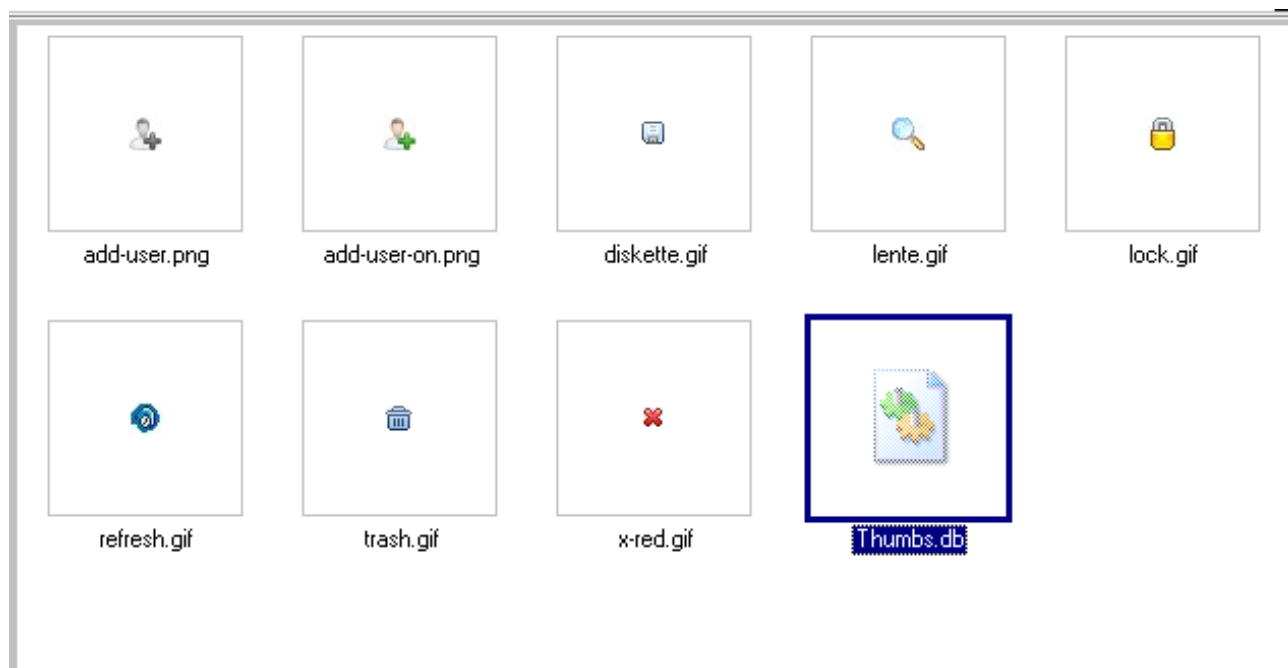 add-user.png
add-user-on.png
diskette.gif
lente.gif
lock.gif
refresh.gif
trash.gif
x-red.gif
Thumbs.db